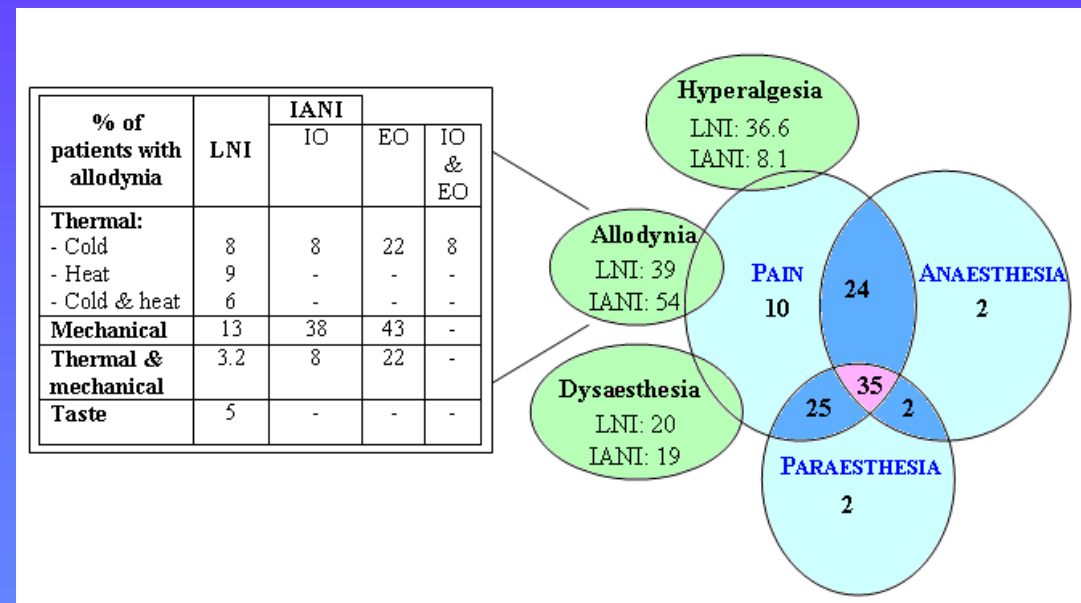 % of patients with allodynia | LNI | IANI
IO | EO | IO & EO
Thermal:
- Cold 8 8 22 8
- Heat 9 - - -
- Cold & heat 6 - - -
Mechanical 13 38 43 -
Thermal & mechanical 3.2 8 22 -
Taste 5 - - -
Hyperalgesia
LNI: 36.6
IANI: 8.1
Allodynia
LNI: 39
IANI: 54
Dysaesthesia
LNI: 20
IANI: 19
PAIN
10
24
ANAESTHESIA
2
35
25
2
PARAESTHESIA
2